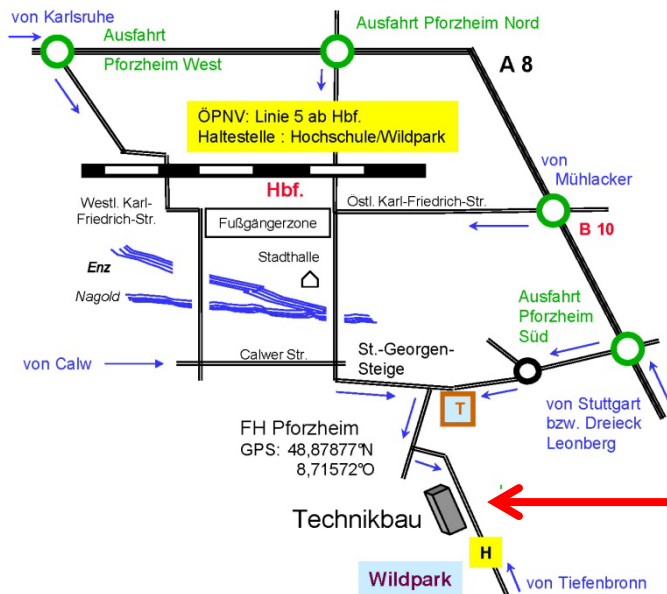 von Karlsruhe
Ausfahrt
Pforzheim West
Ausfahrt Pforzheim Nord
A 8
ÖPNV: Linie 5 ab Hbf.
Haltestelle : Hochschule/Wildpark
von
Mühlacker
Hbf.
Westl. Karl-
Friedrich-Str.
Fußgängerzone
Östl. Karl-Friedrich-Str.
B 10
Stadthalle
Enz
Nagold
Ausfahrt
Pforzheim
Süd
von Calw
Calwer Str.
St.-Georgen-
Steige
T
von Stuttgart
bzw. Dreieck
Leonberg
FH Pforzheim
GPS: 48,87877°N
8,71572°O
Technikbau
H
Wildpark
von Tiefenbronn